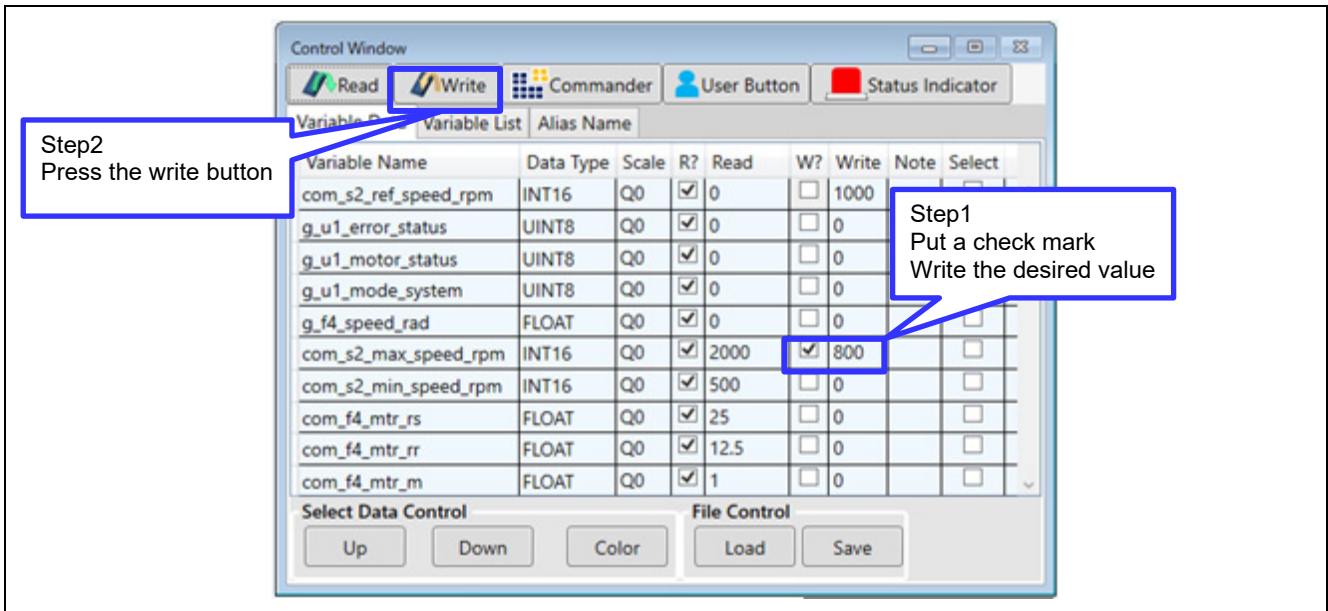 Control Window
Read Write Commander User Button Status Indicator
Variable Variable List Alias Name
Step2
Press the write button
Variable Name Data Type Scale R? Read W? Write Note Select
com_s2_ref_speed_rpm INT16 Q0 0 1000
g_u1_error_status UINT8 Q0 0 0
Step1
Put a check mark
Write the desired value
g_u1_motor_status UINT8 Q0 0 0
g_u1_mode_system UINT8 Q0 0 0
g_f4_speed_rad FLOAT Q0 0 0
com_s2_max_speed_rpm INT16 Q0 2000 800
com_s2_min_speed_rpm INT16 Q0 500 0
com_f4_mtr_rs FLOAT Q0 25 0
com_f4_mtr_rr FLOAT Q0 12.5 0
com_f4_mtr_m FLOAT Q0 1 0
Select Data Control File Control
Up Down Color Load Save